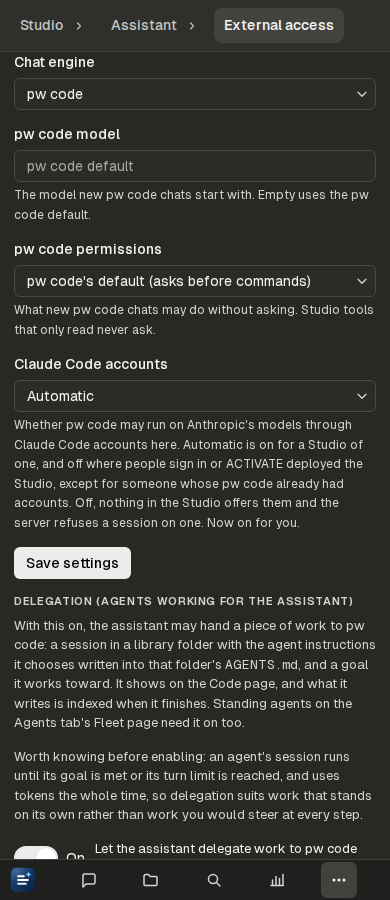 Studio > Assistant > External access
Chat engine
pw code
pw code model
pw code default
The model new pw code chats start with. Empty uses the pw
code default.
pw code permissions
pw code's default (asks before commands)
What new pw code chats may do without asking. Studio tools
that only read never ask.
Claude Code accounts
Automatic
Whether pw code may run on Anthropic's models through
Claude Code accounts here. Automatic is on for a Studio of
one, and off where people sign in or ACTIVATE deployed the
Studio, except for someone whose pw code already had
accounts. Off, nothing in the Studio offers them and the
server refuses a session on one. Now on for you.
Save settings
DELEGATION (AGENTS WORKING FOR THE ASSISTANT)
With this on, the assistant may hand a piece of work to pw
code: a session in a library folder with the agent instructions
it chooses written into that folder's AGENTS.md, and a goal
it works toward. It shows on the Code page, and what it
writes is indexed when it finishes. Standing agents on the
Agents tab's Fleet page need it on too.
Worth knowing before enabling: an agent's session runs
until its goal is met or its turn limit is reached, and uses
tokens the whole time, so delegation suits work that stands
on its own rather than work you would steer at every step.
On
Let the assistant delegate work to pw code